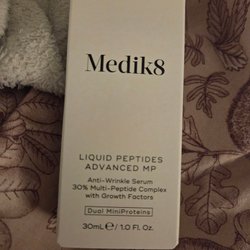 Medik8
LIQUID PEPTIDES
ADVANCED MP
Anti-Wrinkle Serum
30% Multi-Peptide Complex
with Growth Factors
Dual MiniProteins
30mL ℮ / 1.0 Fl. Oz.